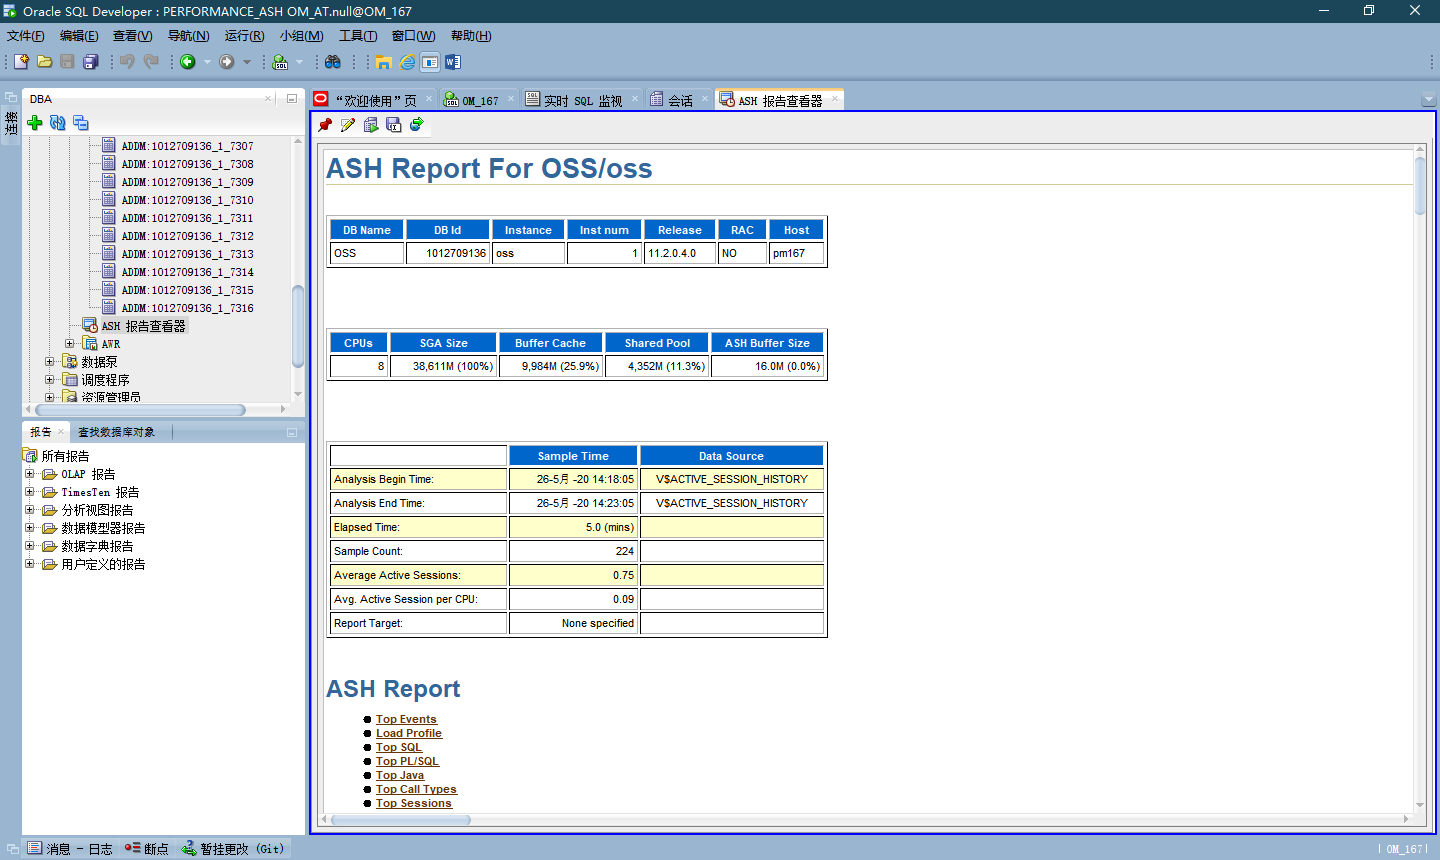 Oracle SQL Developer : PERFORMANCE_ASH OM_AT.null@OM_167
文件(F) 编辑(E) 查看(V) 导航(N) 运行(R) 小组(M) 工具(T) 窗口(W) 帮助(H)
连接
DBA
ADDM:1012709136_1_7307
ADDM:1012709136_1_7308
ADDM:1012709136_1_7309
ADDM:1012709136_1_7310
ADDM:1012709136_1_7311
ADDM:1012709136_1_7312
ADDM:1012709136_1_7313
ADDM:1012709136_1_7314
ADDM:1012709136_1_7315
ADDM:1012709136_1_7316
ASH 报告查看器
AWR
数据泵
调度程序
资源管理员
报告 查找数据库对象
所有报告
OLAP 报告
TimesTen 报告
分析视图报告
数据模型器报告
数据字典报告
用户定义的报告
“欢迎使用”页 OM_167 实时 SQL 监视 会话 ASH 报告查看器
ASH Report For OSS/oss
DB Name DB Id Instance Inst num Release RAC Host
OSS 1012709136 oss 1 11.2.0.4.0 NO pm167
CPUs SGA Size Buffer Cache Shared Pool ASH Buffer Size
8 38,611M (100%) 9,984M (25.9%) 4,352M (11.3%) 16.0M (0.0%)
Sample Time Data Source
Analysis Begin Time: 26-5月 -20 14:18:05 V$ACTIVE_SESSION_HISTORY
Analysis End Time: 26-5月 -20 14:23:05 V$ACTIVE_SESSION_HISTORY
Elapsed Time: 5.0 (mins)
Sample Count: 224
Average Active Sessions: 0.75
Avg. Active Session per CPU: 0.09
Report Target: None specified
ASH Report
Top Events
Load Profile
Top SQL
Top PL/SQL
Top Java
Top Call Types
Top Sessions
消息 - 日志 断点 暂挂更改 (Git) OM_167